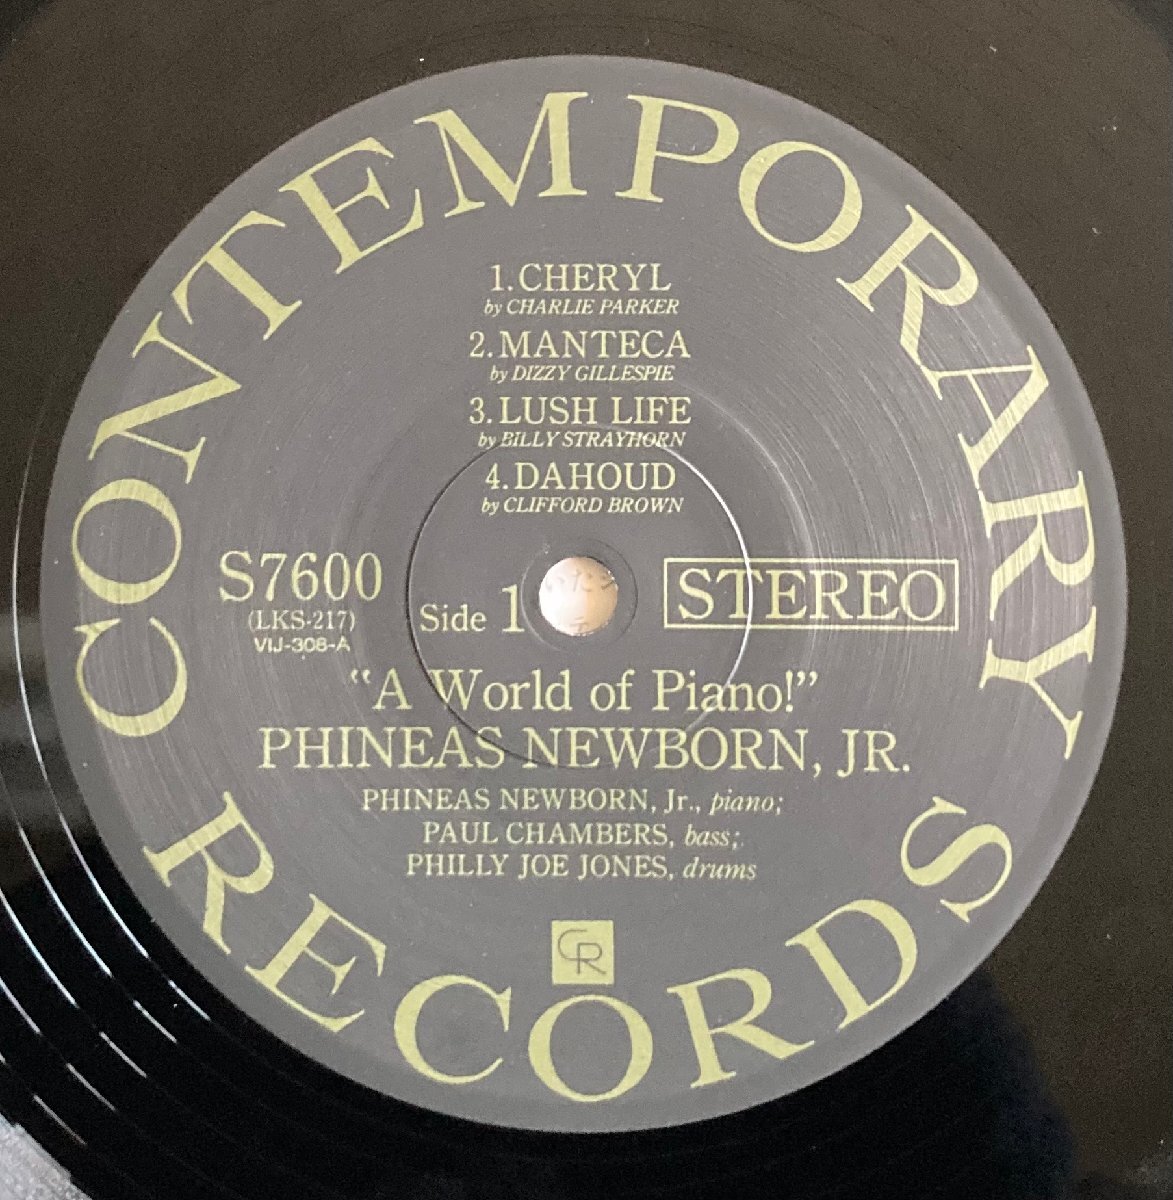 CONTEMPORARY
1. CHERYL
by CHARLIE PARKER
2. MANTECA
by DIZZY GILLESPIE
3. LUSH LIFE
by BILLY STRAYHORN
4. DAHOUD
by CLIFFORD BROWN
S7600
(LKS-217)
VIJ-308-A
Side 1
STEREO
"A World of Piano!"
PHINEAS NEWBORN, JR.
PHINEAS NEWBORN, Jr., piano;
PAUL CHAMBERS, bass;
PHILLY JOE JONES, drums
CR
RECORDS